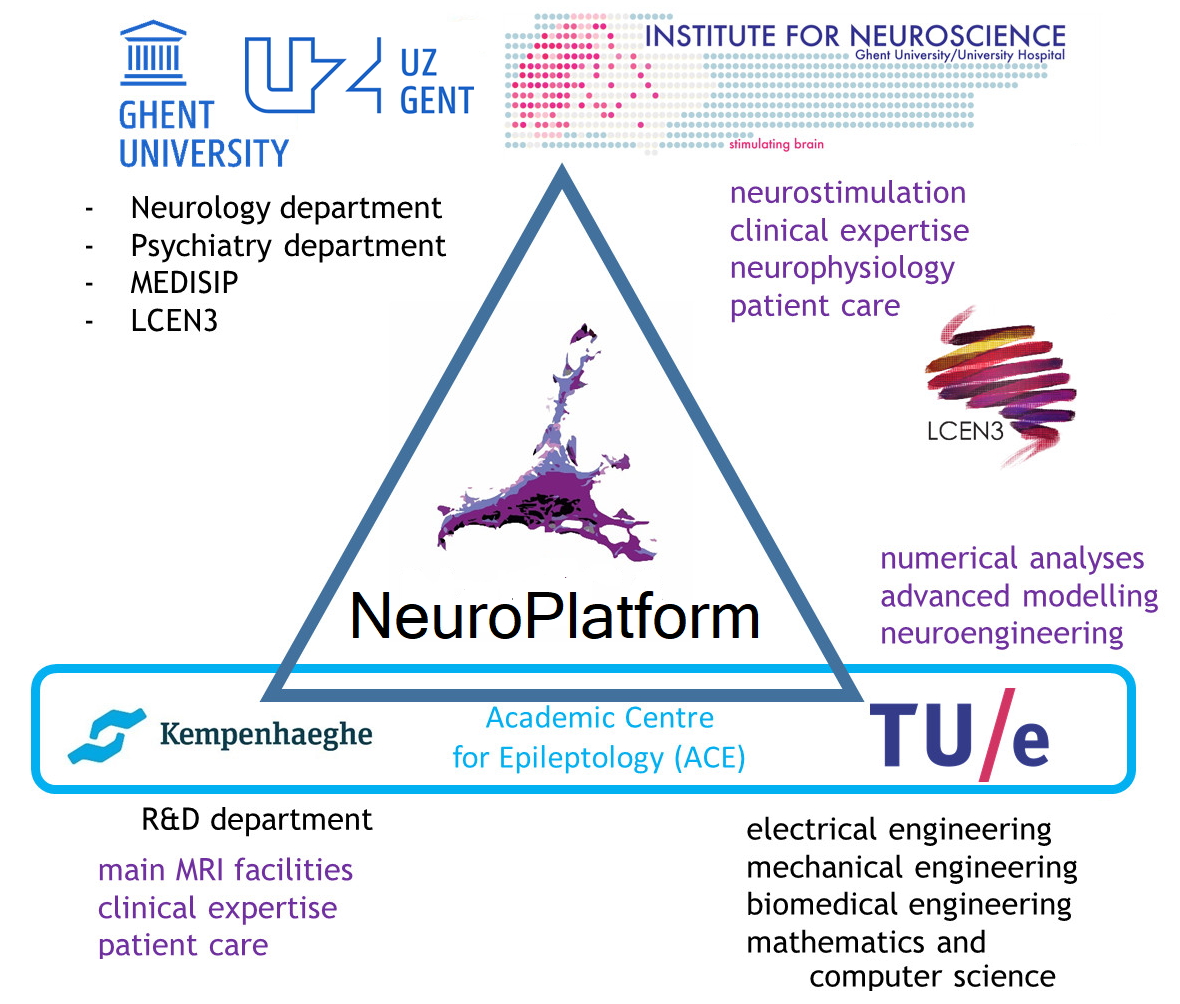 GHENT
UNIVERSITY
UZ
GENT
INSTITUTE FOR NEUROSCIENCE
Ghent University/University Hospital
stimulating brain
- Neurology department
- Psychiatry department
- MEDISIP
- LCEN3
neurostimulation
clinical expertise
neurophysiology
patient care
LCEN3
NeuroPlatform
numerical analyses
advanced modelling
neuroengineering
Kempenhaeghe
Academic Centre
for Epileptology (ACE)
TU/e
R&D department
main MRI facilities
clinical expertise
patient care
electrical engineering
mechanical engineering
biomedical engineering
mathematics and
computer science